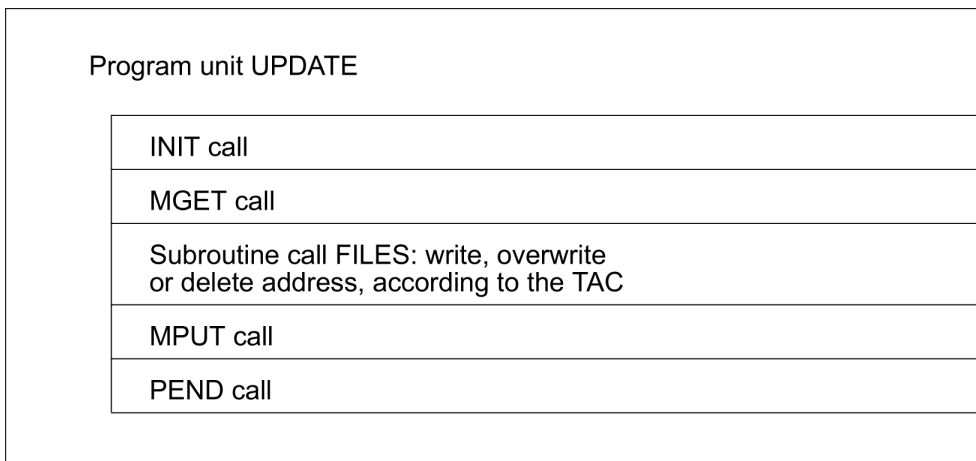 Program unit UPDATE
INIT call
MGET call
Subroutine call FILES: write, overwrite
or delete address, according to the TAC
MPUT call
PEND call